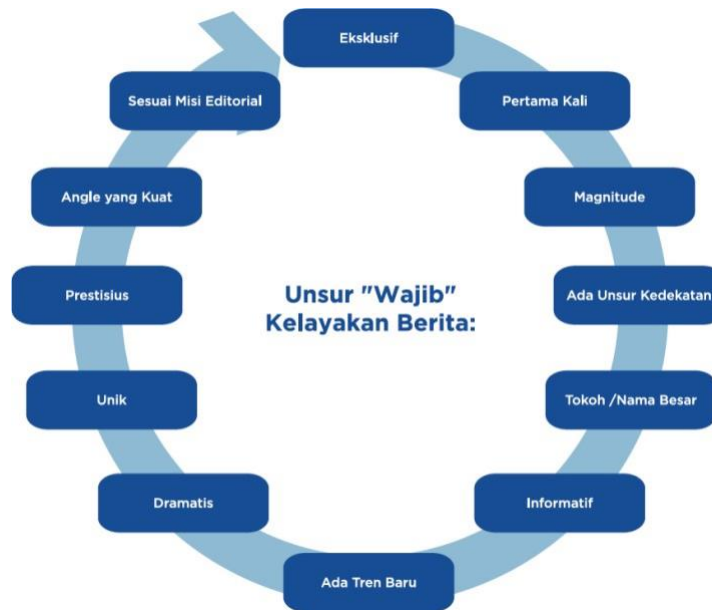 Eksklusif
Pertama Kali
Magnitude
Ada Unsur Kedekatan
Tokoh /Nama Besar
Informatif
Ada Tren Baru
Dramatis
Unik
Prestisius
Angle yang Kuat
Sesuai Misi Editorial
Unsur "Wajib"
Kelayakan Berita: